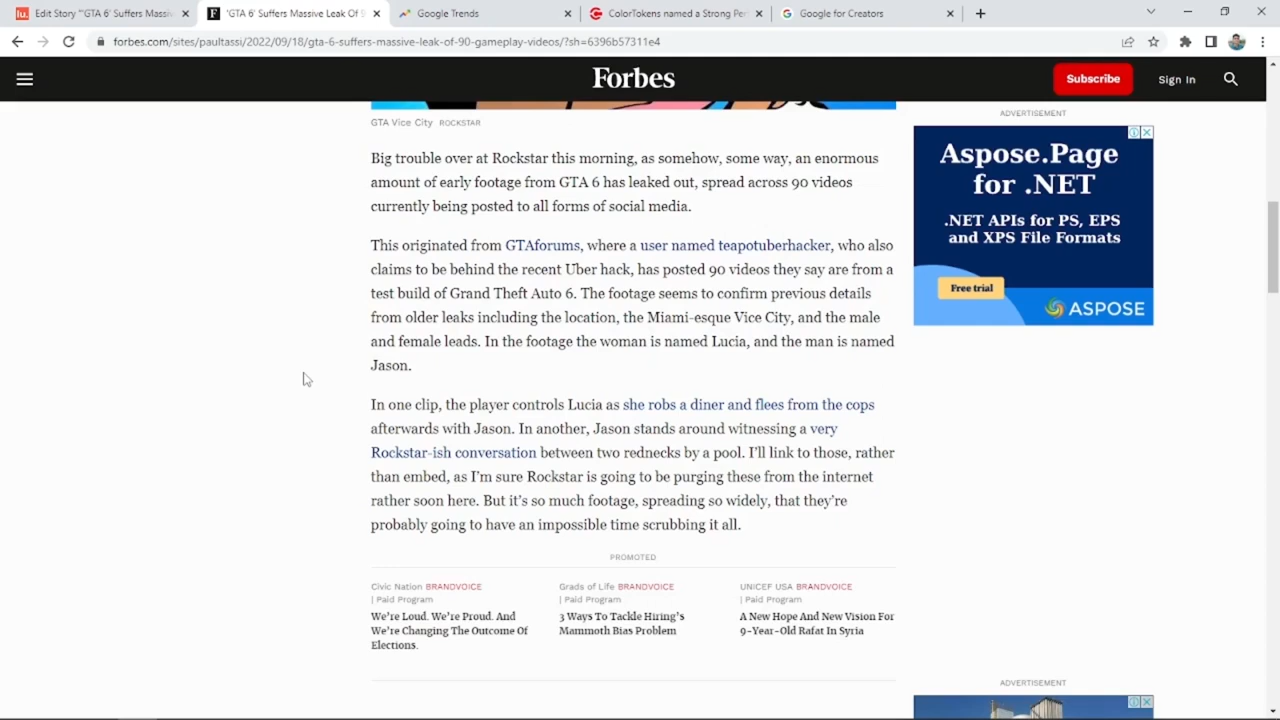 Edit Story "'GTA 6' Suffers Massive
'GTA 6' Suffers Massive Leak Of 9
Google Trends
ColorTokens named a Strong Per
Google for Creators
forbes.com/sites/paultassi/2022/09/18/gta-6-suffers-massive-leak-of-90-gameplay-videos/?sh=6396b57311e4
Forbes
Subscribe
Sign In
GTA Vice City ROCKSTAR
Big trouble over at Rockstar this morning, as somehow, some way, an enormous
amount of early footage from GTA 6 has leaked out, spread across 90 videos
currently being posted to all forms of social media.
This originated from GTAforums, where a user named teapotuberhacker, who also
claims to be behind the recent Uber hack, has posted 90 videos they say are from a
test build of Grand Theft Auto 6. The footage seems to confirm previous details
from older leaks including the location, the Miami-esque Vice City, and the male
and female leads. In the footage the woman is named Lucia, and the man is named
Jason.
In one clip, the player controls Lucia as she robs a diner and flees from the cops
afterwards with Jason. In another, Jason stands around witnessing a very
Rockstar-ish conversation between two rednecks by a pool. I'll link to those, rather
than embed, as I'm sure Rockstar is going to be purging these from the internet
rather soon here. But it's so much footage, spreading so widely, that they're
probably going to have an impossible time scrubbing it all.
PROMOTED
Civic Nation BRANDVOICE
| Paid Program
We're Loud. We're Proud. And
We're Changing The Outcome Of
Elections.
Grads of Life BRANDVOICE
| Paid Program
3 Ways To Tackle Hiring's
Mammoth Bias Problem
UNICEF USA BRANDVOICE
| Paid Program
A New Hope And New Vision For
9-Year-Old Rafat In Syria
ADVERTISEMENT
Aspose.Page
for .NET
.NET APIs for PS, EPS
and XPS File Formats
Free trial
ASPOSE
ADVERTISEMENT